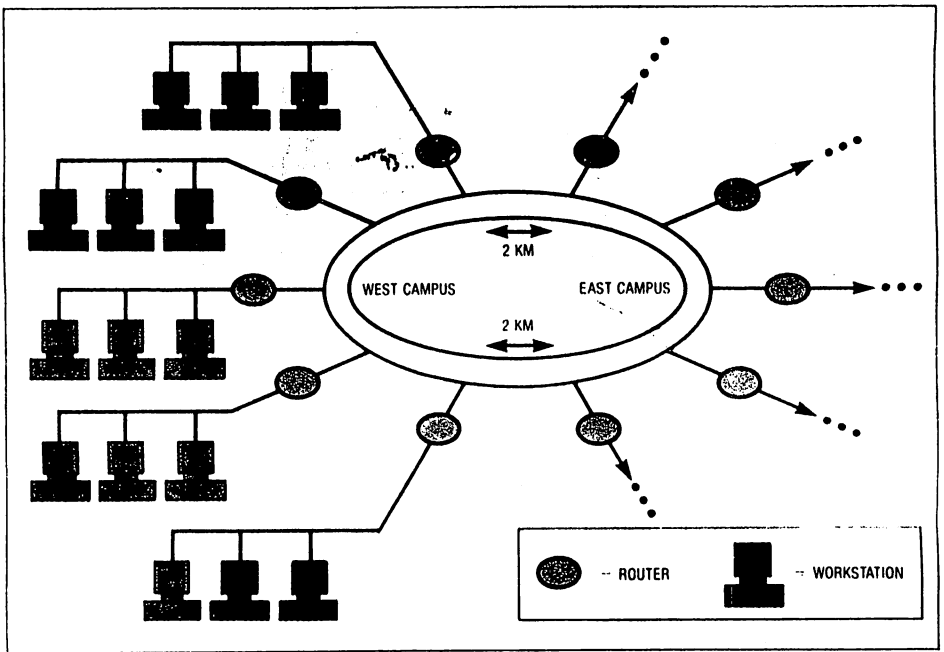 2 KM
WEST CAMPUS
EAST CAMPUS
2 KM
- ROUTER
- WORKSTATION